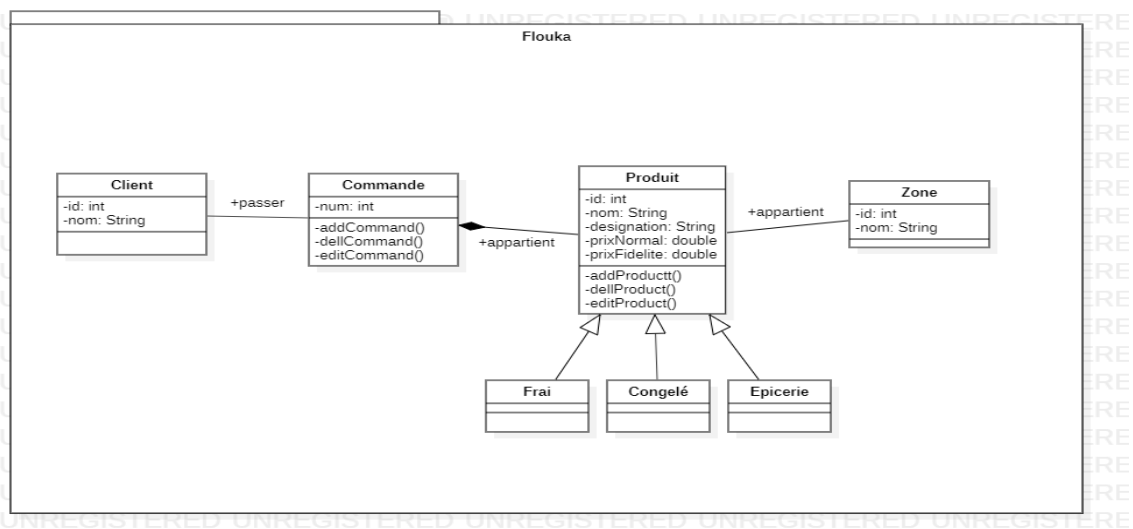 UNREGISTERED UNREGISTERED UNREGISTERED UNREGISTERED UNREGISTERED
Flouka
Client
-id: int
-nom: String
+passer
Commande
-num: int
-addCommand()
-dellCommand()
-editCommand()
+appartient
Produit
-id: int
-nom: String
-designation: String
-prixNormal: double
-prixFidelite: double
-addProductt()
-dellProduct()
-editProduct()
+appartient
Zone
-id: int
-nom: String
Frai
Congelé
Epicerie